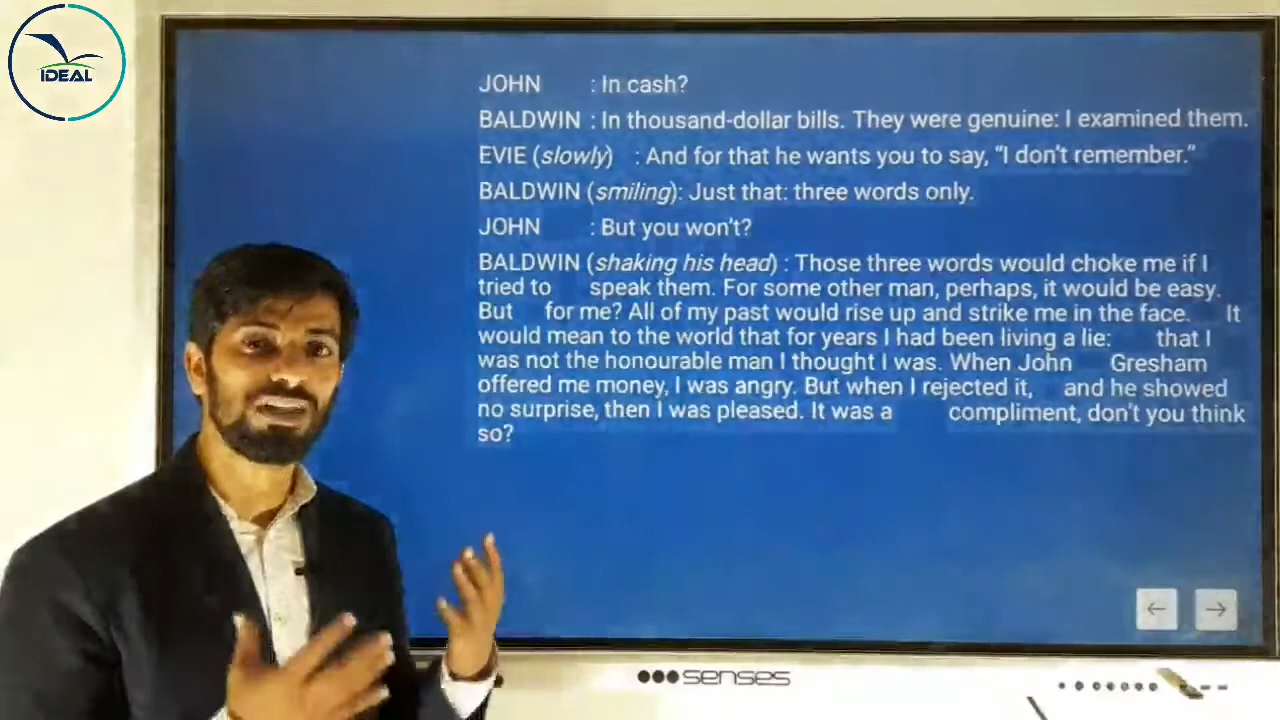 IDEAL
JOHN : In cash?
BALDWIN : In thousand-dollar bills. They were genuine: I examined them.
EVIE (slowly) : And for that he wants you to say, “I don't remember.”
BALDWIN (smiling): Just that: three words only.
JOHN : But you won't?
BALDWIN (shaking his head) : Those three words would choke me if I
tried to speak them. For some other man, perhaps, it would be easy.
But for me? All of my past would rise up and strike me in the face. It
would mean to the world that for years I had been living a lie: that I
was not the honourable man I thought I was. When John Gresham
offered me money, I was angry. But when I rejected it, and he showed
no surprise, then I was pleased. It was a compliment, don't you think
so?
senses